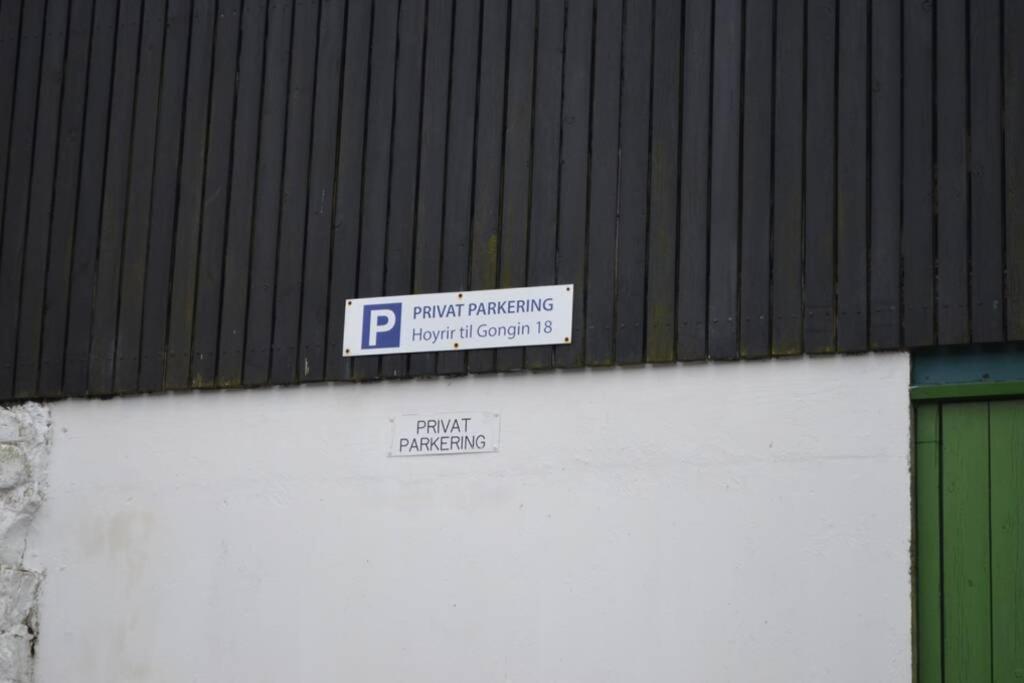 P
PRIVAT PARKERING
Hoyrir til Gongin 18
PRIVAT
PARKERING